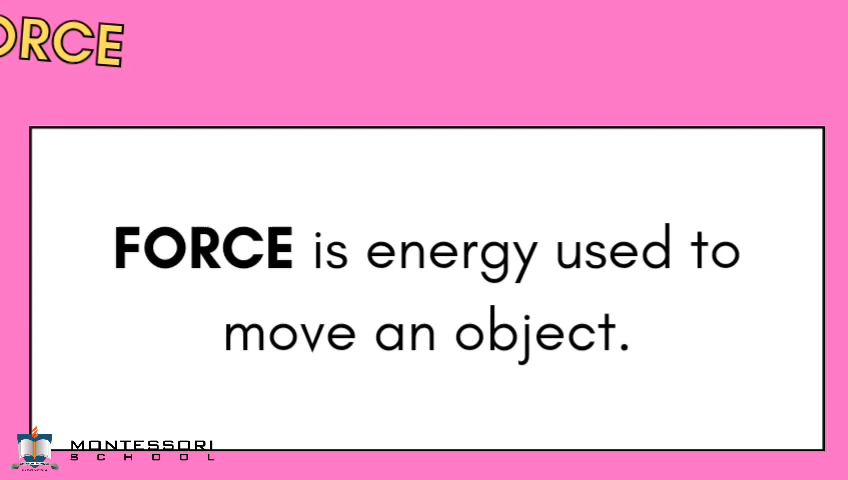 ORCE
FORCE is energy used to
move an object.
MONTESSORI
SCHOOL